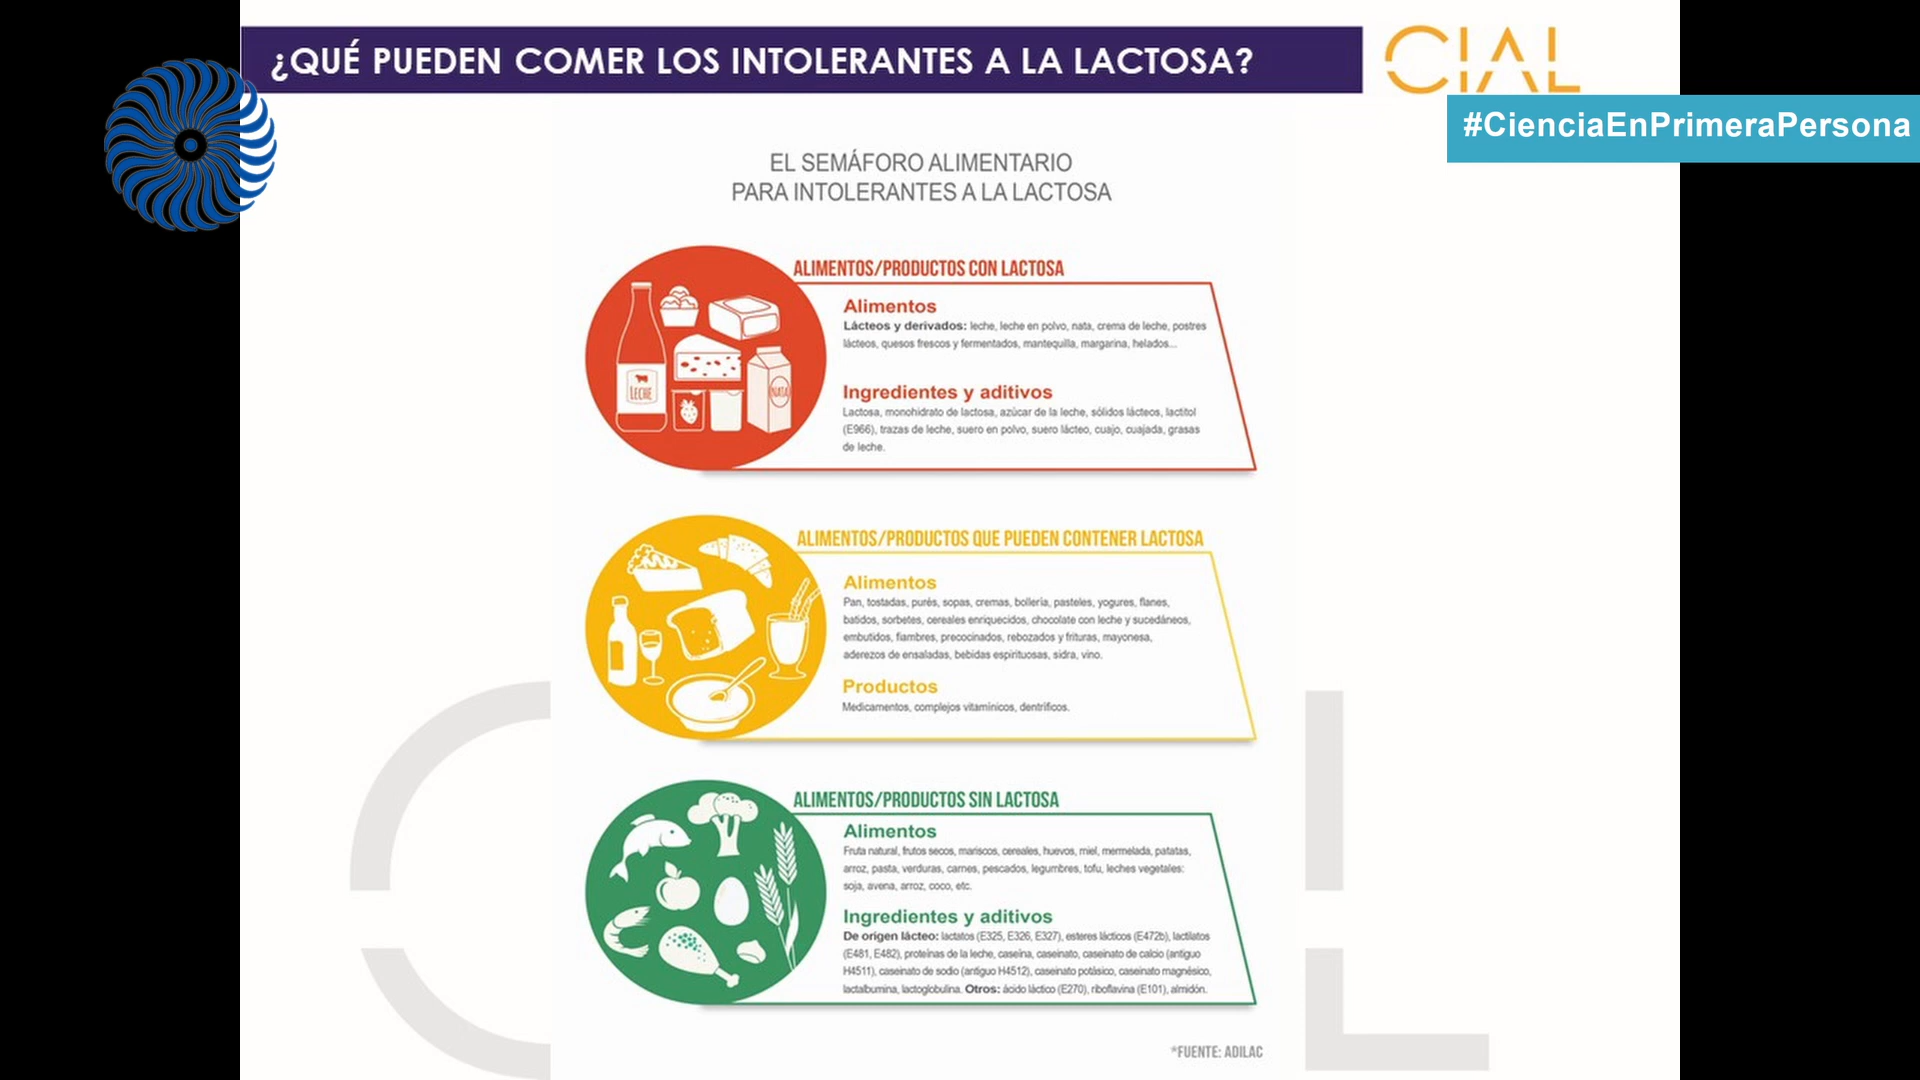 ¿QUÉ PUEDEN COMER LOS INTOLERANTES A LA LACTOSA?
CIAL
#CienciaEnPrimeraPersona
EL SEMÁFORO ALIMENTARIO
PARA INTOLERANTES A LA LACTOSA
ALIMENTOS/PRODUCTOS CON LACTOSA
Alimentos
Lácteos y derivados: leche, leche en polvo, nata, crema de leche, postres
lácteos, quesos frescos y fermentados, mantequilla, margarina, helados...
LECHE
NATA
Ingredientes y aditivos
Lactosa, monohidrato de lactosa, azúcar de la leche, sólidos lácteos, lactitol
(E966), trazas de leche, suero en polvo, suero lácteo, cuajo, cuajada, grasas
de leche.
ALIMENTOS/PRODUCTOS QUE PUEDEN CONTENER LACTOSA
Alimentos
Pan, tostadas, purés, sopas, cremas, bollería, pasteles, yogures, flanes,
batidos, sorbetes, cereales enriquecidos, chocolate con leche y sucedáneos,
embutidos, fiambres, precocinados, rebozados y frituras, mayonesa,
aderezos de ensaladas, bebidas espirituosas, sidra, vino.
Productos
Medicamentos, complejos vitamínicos, dentríficos.
ALIMENTOS/PRODUCTOS SIN LACTOSA
Alimentos
Fruta natural, frutos secos, mariscos, cereales, huevos, miel, mermelada, patatas,
arroz, pasta, verduras, carnes, pescados, legumbres, tofu, leches vegetales:
soja, avena, arroz, coco, etc.
Ingredientes y aditivos
De origen lácteo: lactatos (E325, E326, E327), esteres lácticos (E472b), lactilatos
(E481, E482), proteínas de la leche, caseína, caseinato, caseinato de calcio (antiguo
H4511), caseinato de sodio (antiguo H4512), caseinato potásico, caseinato magnésico,
lactalbumina, lactoglobulina. Otros: ácido láctico (E270), riboflavina (E101), almidón.
*FUENTE: ADILAC